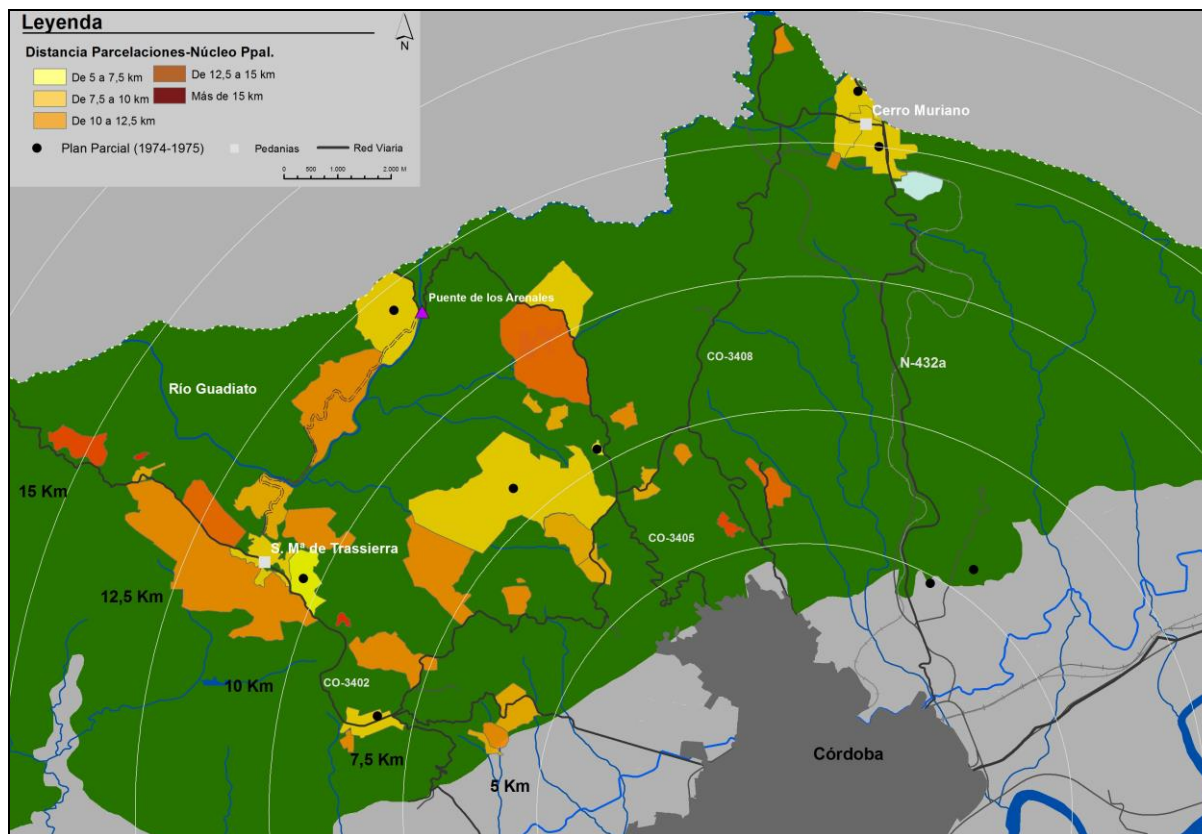 Leyenda
N
Distancia Parcelaciones-Núcleo Ppal.
De 5 a 7,5 km
De 12,5 a 15 km
De 7,5 a 10 km
Más de 15 km
De 10 a 12,5 km
Plan Parcial (1974-1975)
Pedanias
Red Viaria
0 500 1.000 2.000 M
Cerro Muriano
Puente de los Arenales
CO-3408
N-432a
Río Guadiato
15 Km
S. Mª de Trassierra
CO-3405
12,5 Km
10 Km
CO-3402
7,5 Km
5 Km
Córdoba